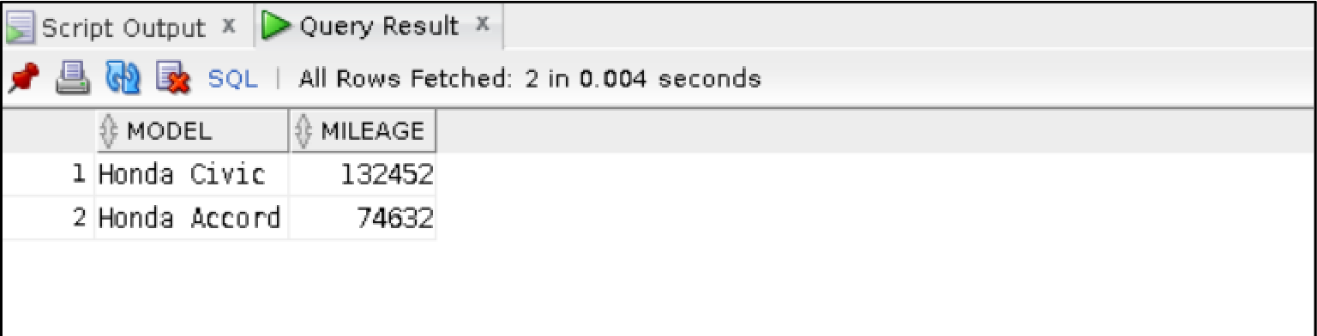 Script Output x Query Result x
SQL | All Rows Fetched: 2 in 0.004 seconds
MODEL MILEAGE
1 Honda Civic 132452
2 Honda Accord 74632